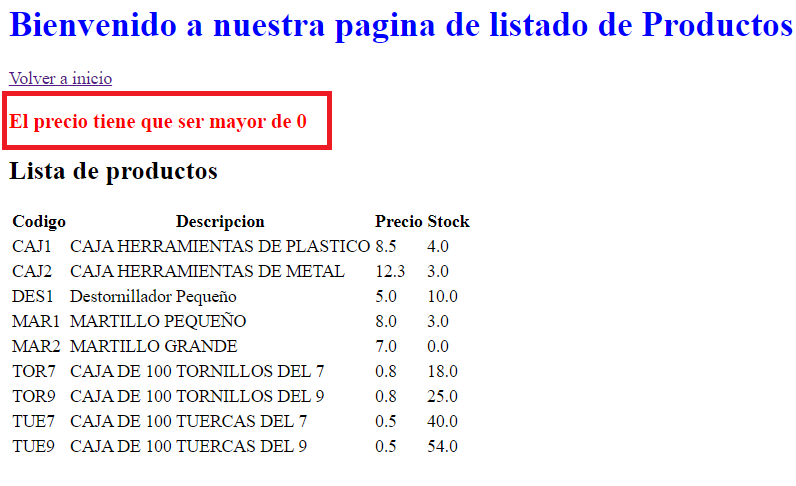 Bienvenido a nuestra pagina de listado de Productos
Volver a inicio
El precio tiene que ser mayor de 0
Lista de productos
Codigo Descripcion Precio Stock
CAJ1 CAJA HERRAMIENTAS DE PLASTICO 8.5 4.0
CAJ2 CAJA HERRAMIENTAS DE METAL 12.3 3.0
DES1 Destornillador Pequeño 5.0 10.0
MAR1 MARTILLO PEQUEÑO 8.0 3.0
MAR2 MARTILLO GRANDE 7.0 0.0
TOR7 CAJA DE 100 TORNILLOS DEL 7 0.8 18.0
TOR9 CAJA DE 100 TORNILLOS DEL 9 0.8 25.0
TUE7 CAJA DE 100 TUERCAS DEL 7 0.5 40.0
TUE9 CAJA DE 100 TUERCAS DEL 9 0.5 54.0